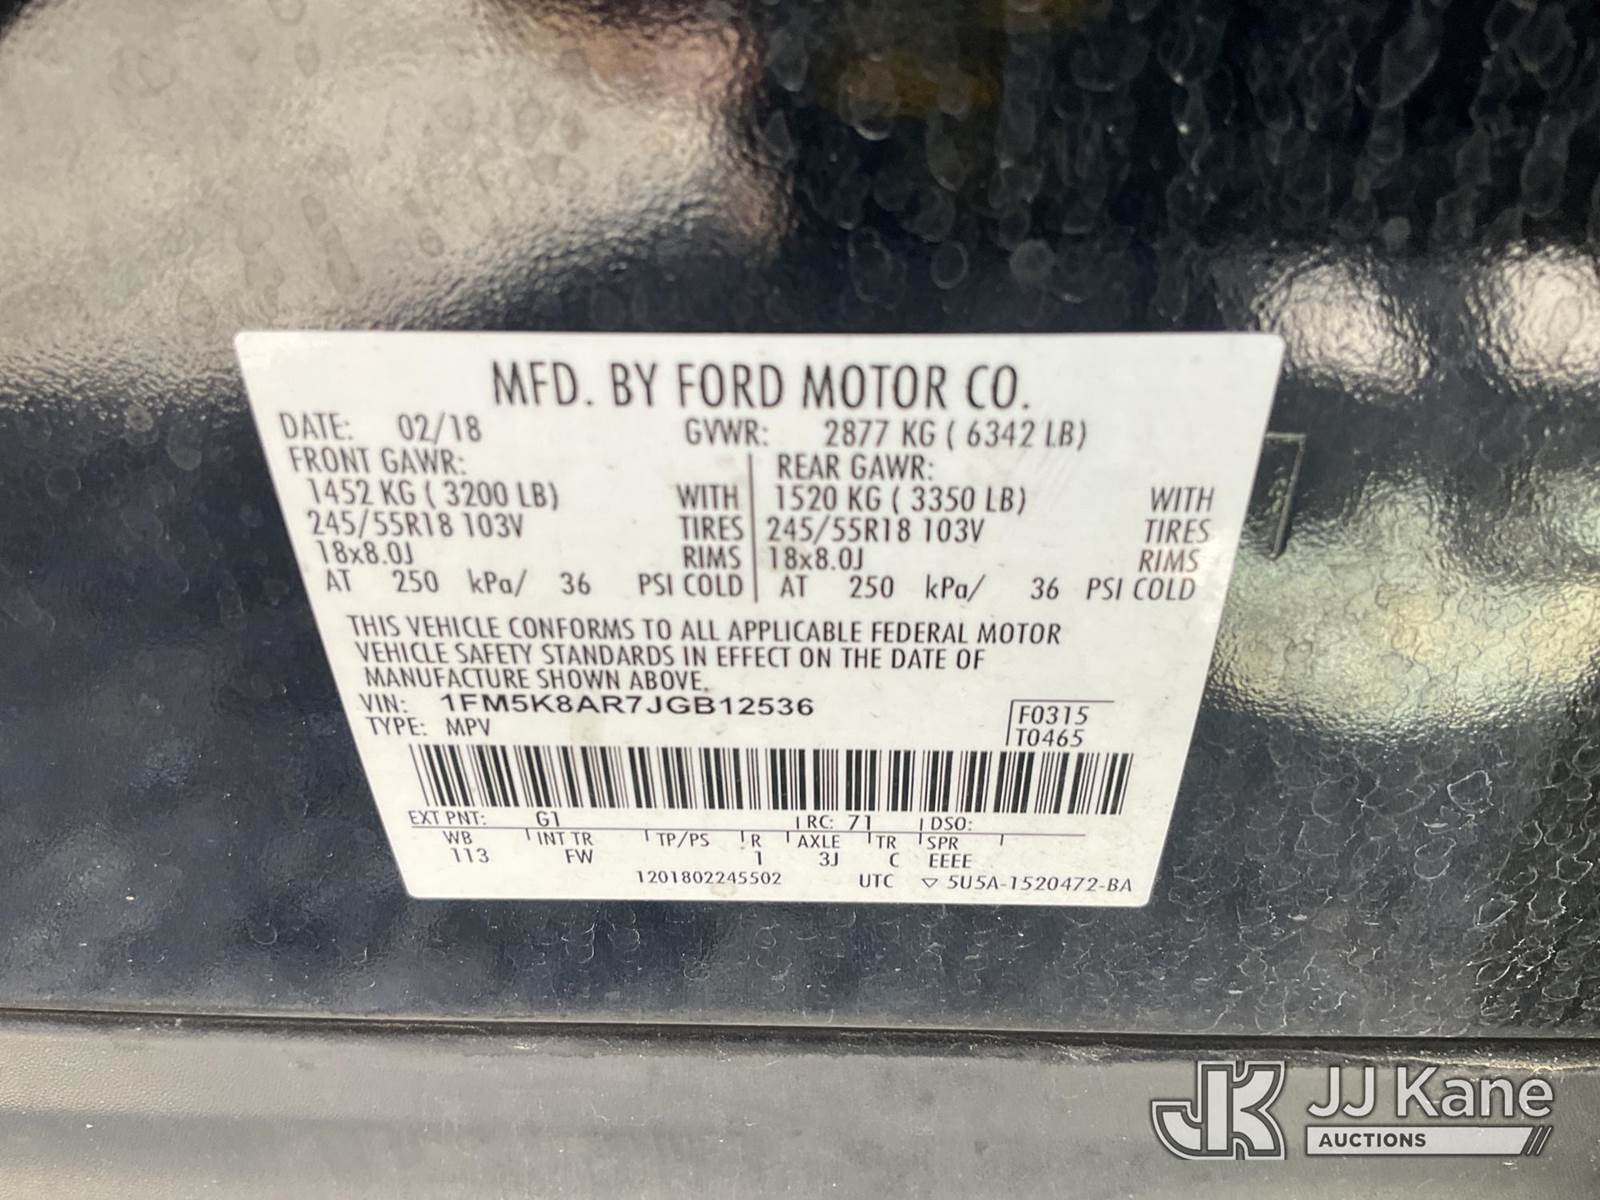 MFD. BY FORD MOTOR CO.
DATE: 02/18 GVWR: 2877 KG ( 6342 LB)
FRONT GAWR: REAR GAWR:
1452 KG ( 3200 LB) WITH 1520 KG ( 3350 LB) WITH
245/55R18 103V TIRES 245/55R18 103V TIRES
18x8.0J RIMS 18x8.0J RIMS
AT 250 kPa/ 36 PSI COLD AT 250 kPa/ 36 PSI COLD
THIS VEHICLE CONFORMS TO ALL APPLICABLE FEDERAL MOTOR
VEHICLE SAFETY STANDARDS IN EFFECT ON THE DATE OF
MANUFACTURE SHOWN ABOVE.
VIN: 1FM5K8AR7JGB12536 F0315
TYPE: MPV T0465
EXT PNT: G1 RC: 71 DSO:
WB INT TR TP/PS R AXLE TR SPR
113 FW 1 3J C EEEE
1201802245502 UTC ▽ 5U5A-1520472-BA
JK JJ Kane
AUCTIONS